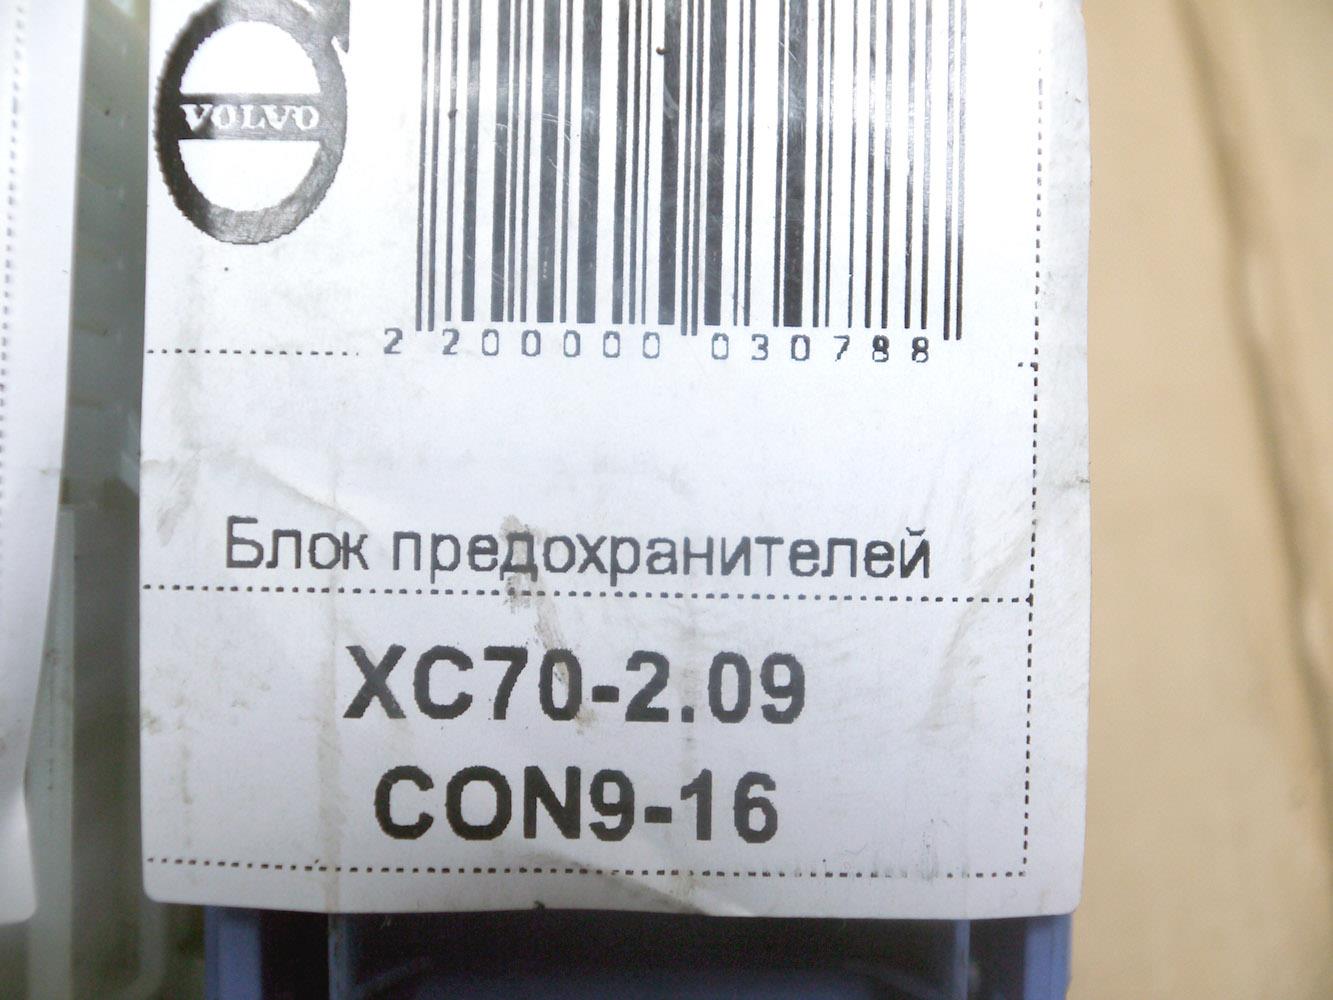 VOLVO
2 200000 030788
Блок предохранителей
XC70-2.09
CON9-16